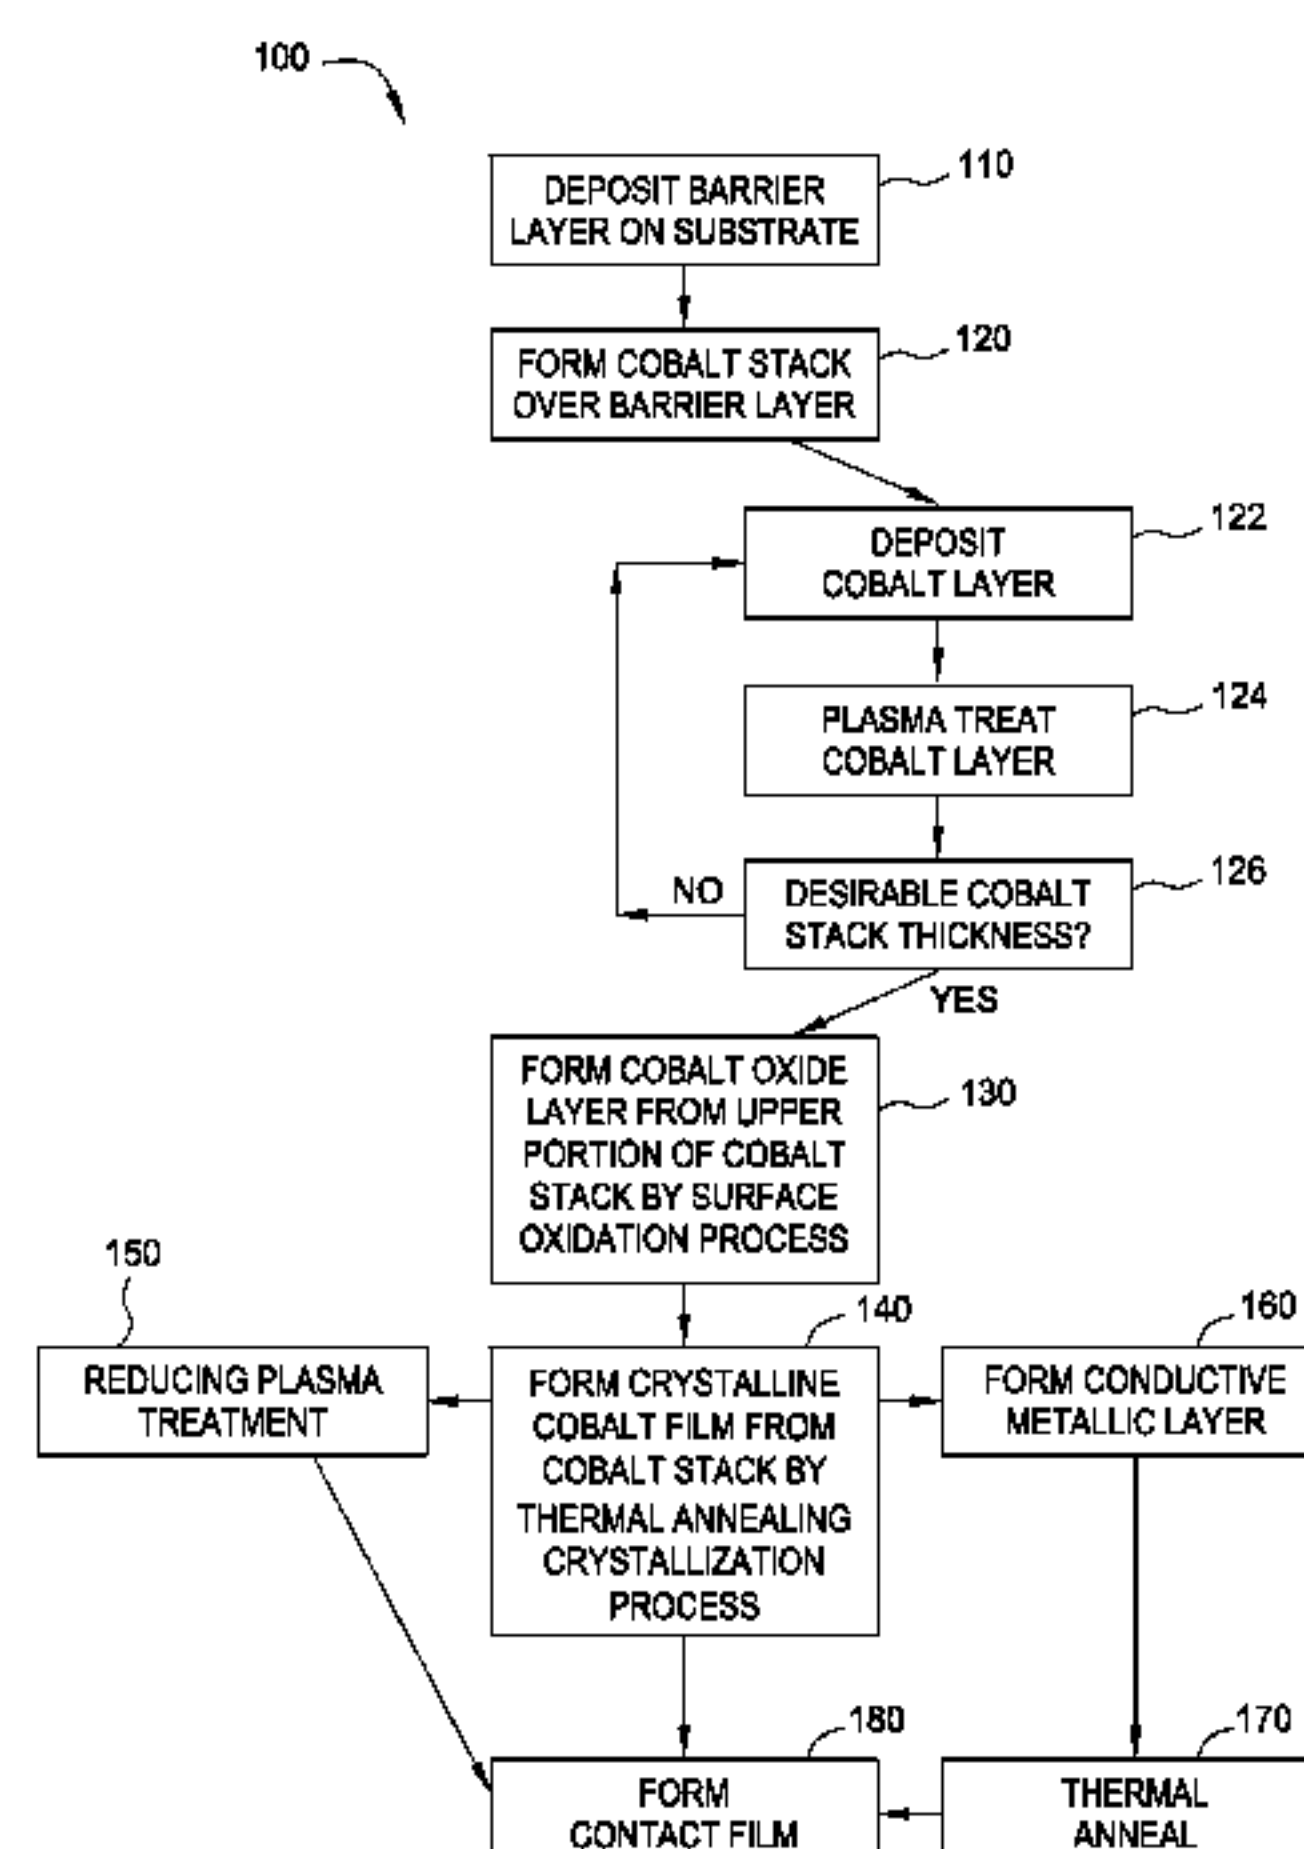 100
110
DEPOSIT BARRIER
LAYER ON SUBSTRATE
120
FORM COBALT STACK
OVER BARRIER LAYER
122
DEPOSIT
COBALT LAYER
124
PLASMA TREAT
COBALT LAYER
126
NO
DESIRABLE COBALT
STACK THICKNESS?
YES
FORM COBALT OXIDE
LAYER FROM UPPER
PORTION OF COBALT
STACK BY SURFACE
OXIDATION PROCESS
130
150
REDUCING PLASMA
TREATMENT
140
FORM CRYSTALLINE
COBALT FILM FROM
COBALT STACK BY
THERMAL ANNEALING
CRYSTALLIZATION
PROCESS
160
FORM CONDUCTIVE
METALLIC LAYER
180
FORM
CONTACT FILM
170
THERMAL
ANNEAL